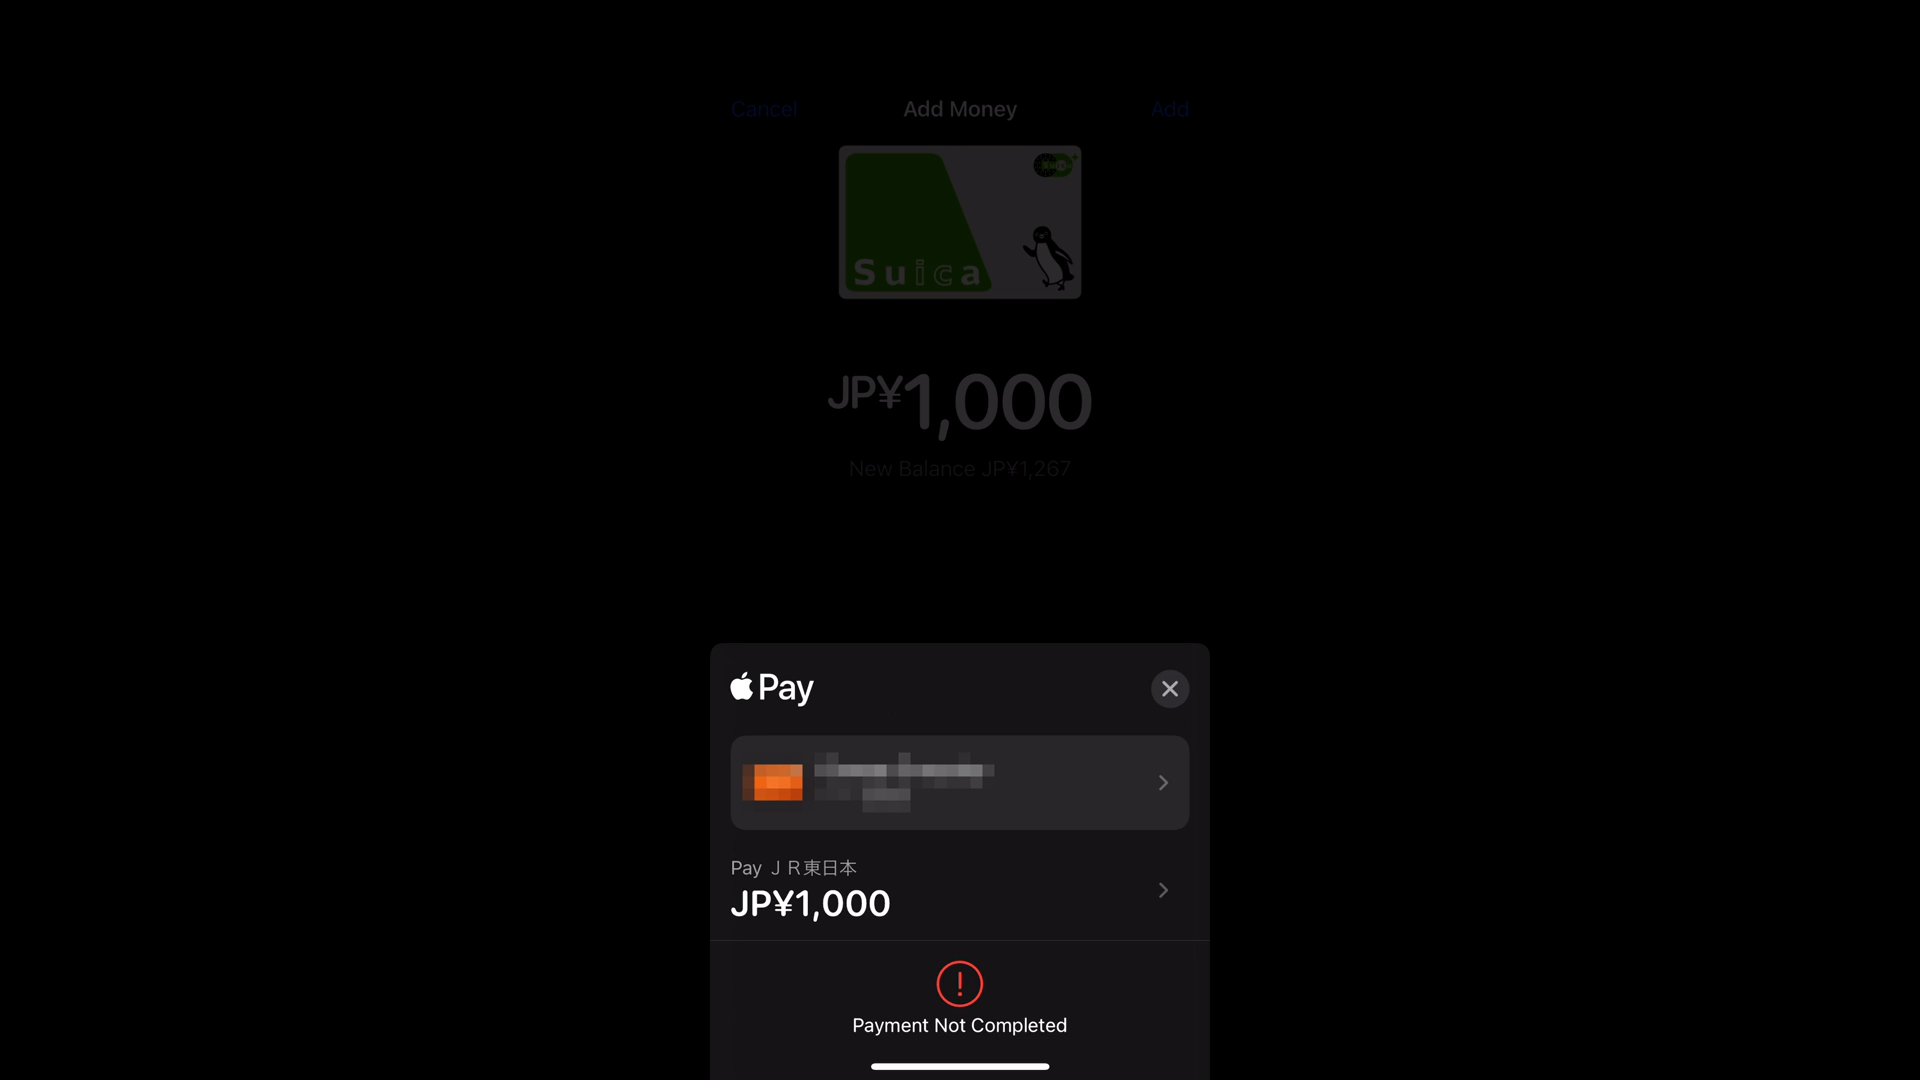 Cancel
Add Money
Add
Suica
JP¥1,000
New Balance JP¥1,267
Pay
Pay ＪＲ東日本
JP¥1,000
Payment Not Completed